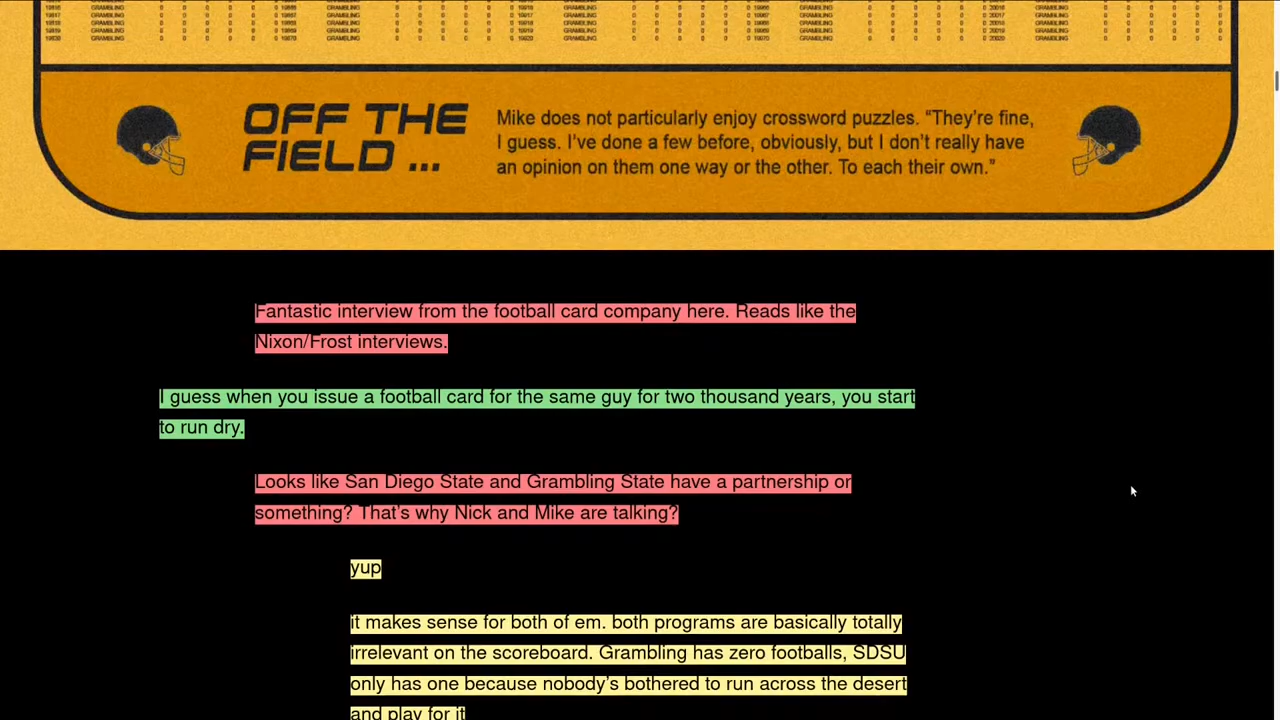 OFF THE
FIELD ...
Mike does not particularly enjoy crossword puzzles. “They’re fine,
I guess. I’ve done a few before, obviously, but I don’t really have
an opinion on them one way or the other. To each their own.”
Fantastic interview from the football card company here. Reads like the
Nixon/Frost interviews.
I guess when you issue a football card for the same guy for two thousand years, you start
to run dry.
Looks like San Diego State and Grambling State have a partnership or
something? That’s why Nick and Mike are talking?
yup
it makes sense for both of em. both programs are basically totally
irrelevant on the scoreboard. Grambling has zero footballs, SDSU
only has one because nobody’s bothered to run across the desert
and play for it